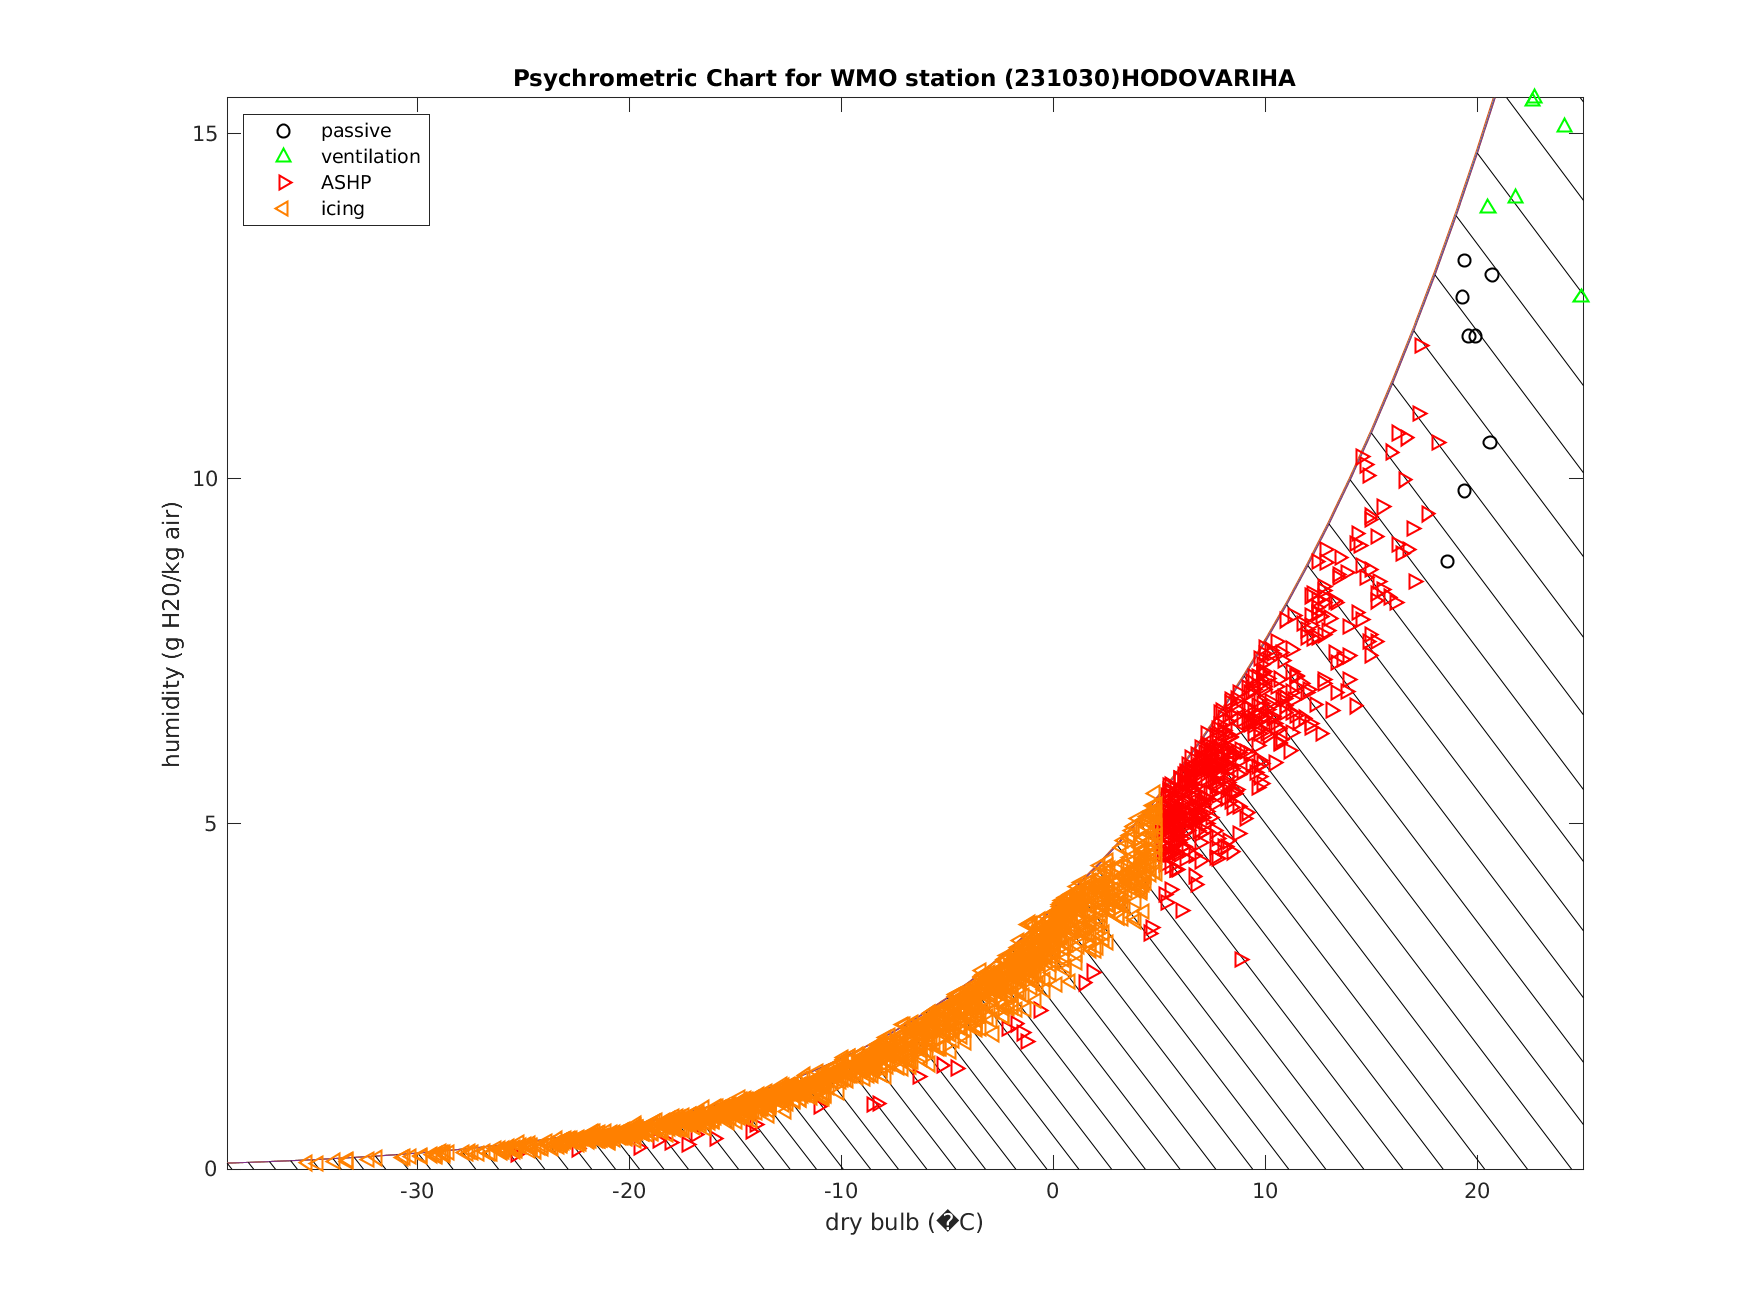 Psychrometric Chart for WMO station (231030)HODOVARIHA
passive
ventilation
ASHP
icing
15
10
5
0
humidity (g H20/kg air)
-30 -20 -10 0 10 20
dry bulb (�C)